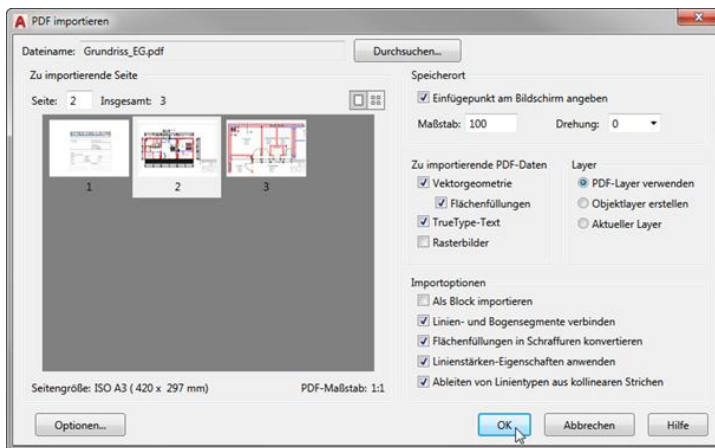 PDF importieren
Dateiname: Grundriss_EG.pdf
Durchsuchen...
Zu importierende Seite
Seite: 2 Insgesamt: 3
1 2 3
Seitengröße: ISO A3 ( 420 x 297 mm) PDF-Maßstab: 1:1
Speicherort
Einfügepunkt am Bildschirm angeben
Maßstab: 100 Drehung: 0
Zu importierende PDF-Daten
Vektorgeometrie
Flächenfüllungen
TrueType-Text
Rasterbilder
Layer
PDF-Layer verwenden
Objektlayer erstellen
Aktueller Layer
Importoptionen
Als Block importieren
Linien- und Bogensegmente verbinden
Flächenfüllungen in Schraffuren konvertieren
Linienstärken-Eigenschaften anwenden
Ableiten von Linientypen aus kollinearen Strichen
Optionen... OK Abbrechen Hilfe